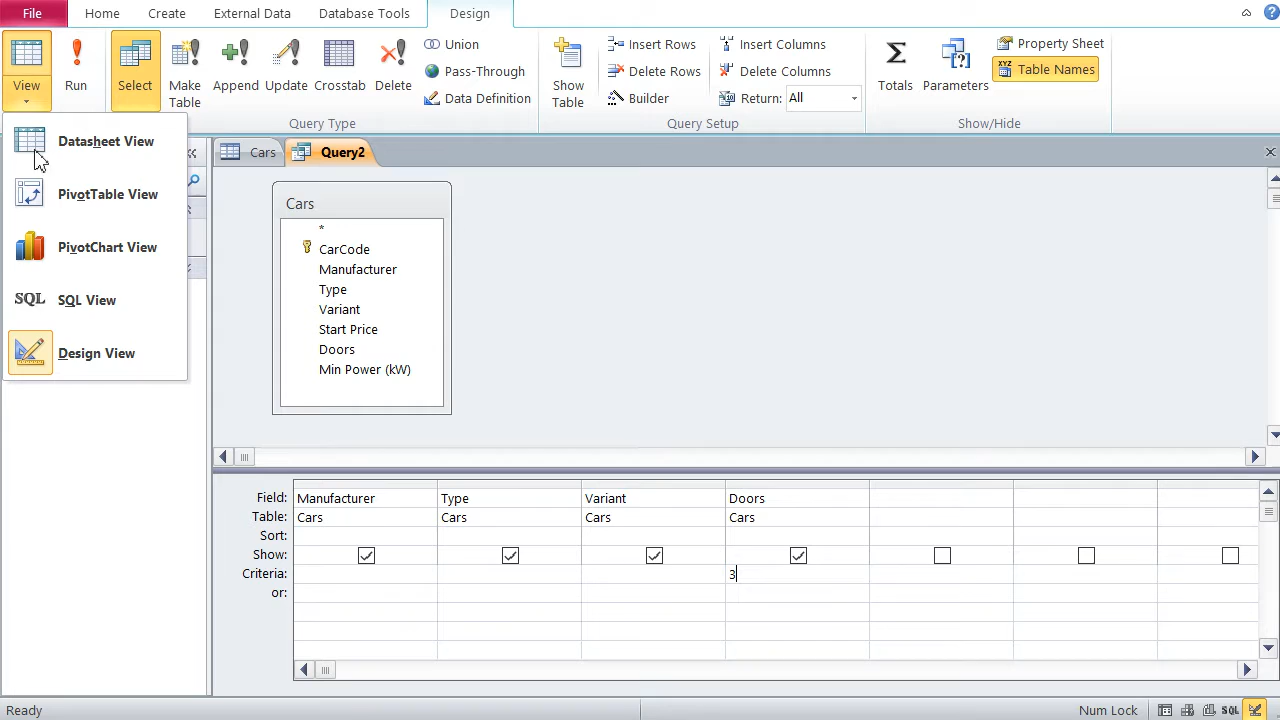 File Home Create External Data Database Tools Design
View Run Select Make Table Append Update Crosstab Delete
Union
Pass-Through
Data Definition
Query Type
Show Table
Insert Rows
Delete Rows
Builder
Insert Columns
Delete Columns
Return: All
Query Setup
Totals Parameters
Property Sheet
XYZ Table Names
Show/Hide
Datasheet View
PivotTable View
PivotChart View
SQL SQL View
Design View
Cars Query2
Cars
*
CarCode
Manufacturer
Type
Variant
Start Price
Doors
Min Power (kW)
Field: Manufacturer Type Variant Doors
Table: Cars Cars Cars Cars
Sort:
Show:
Criteria: 3
or:
Ready Num Lock SQL